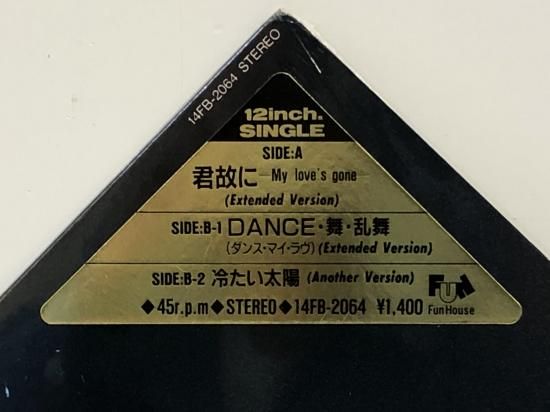 14FB-2064 STEREO
12inch.
SINGLE
SIDE:A
君故に—My love's gone—
(Extended Version)
SIDE:B-1 DANCE・舞・乱舞
(ダンス・マイ・ラヴ) (Extended Version)
SIDE:B-2 冷たい太陽 (Another Version)
◆45r.p.m◆STEREO◆14FB-2064 ¥1,400
Fun
FunHouse